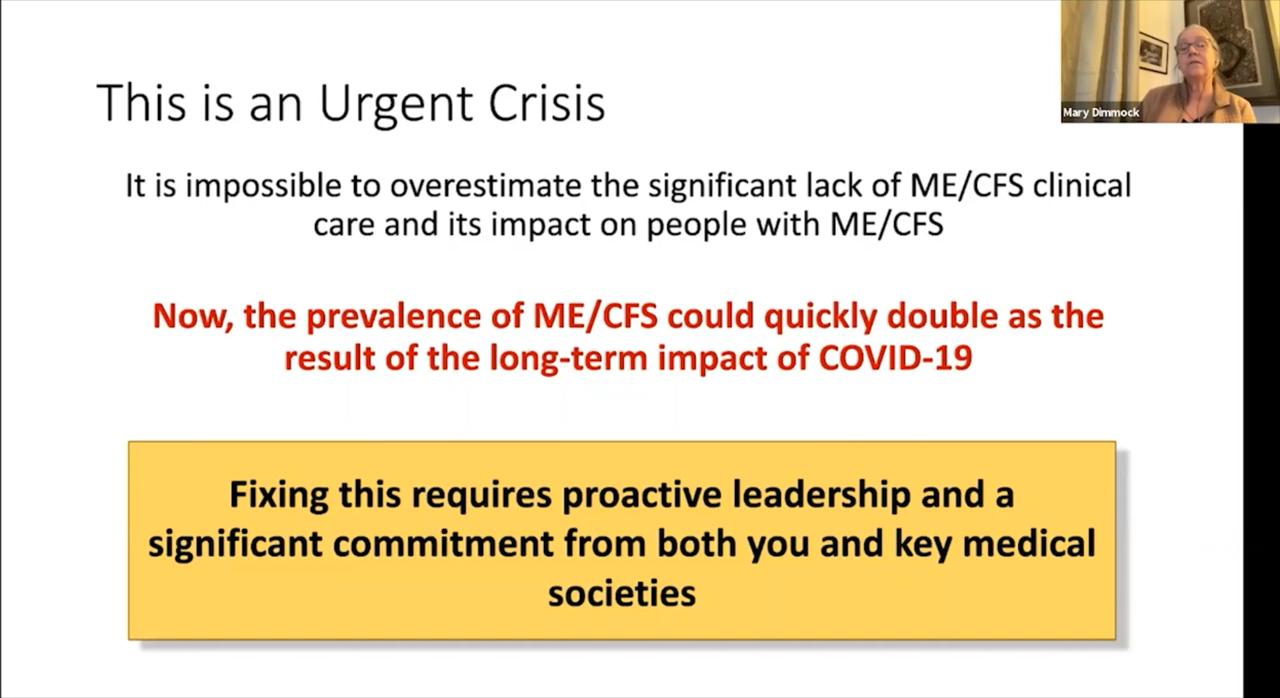 This is an Urgent Crisis
Mary Dimmock
It is impossible to overestimate the significant lack of ME/CFS clinical
care and its impact on people with ME/CFS
Now, the prevalence of ME/CFS could quickly double as the
result of the long-term impact of COVID-19
Fixing this requires proactive leadership and a
significant commitment from both you and key medical
societies